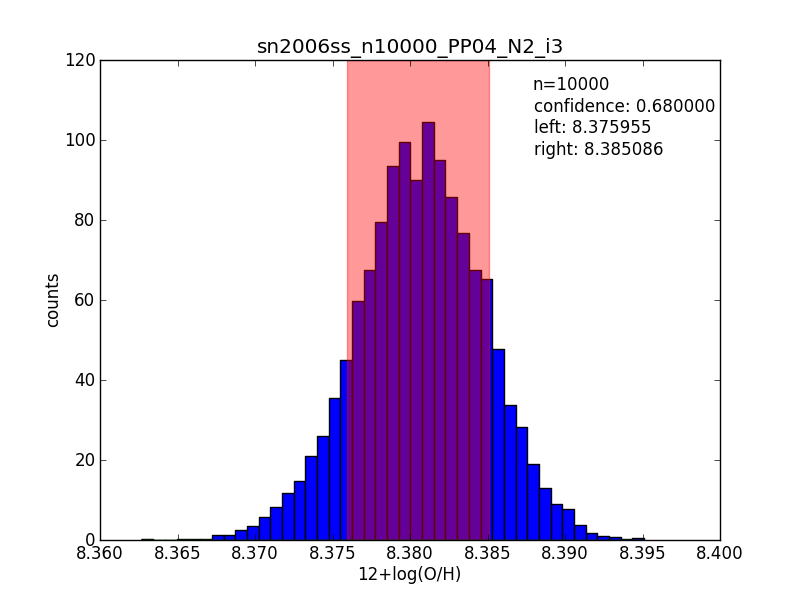 sn2006ss_n10000_PP04_N2_i3
n=10000
confidence: 0.680000
left: 8.375955
right: 8.385086
120
100
80
60
40
20
0
counts
8.360 8.365 8.370 8.375 8.380 8.385 8.390 8.395 8.400
12+log(O/H)